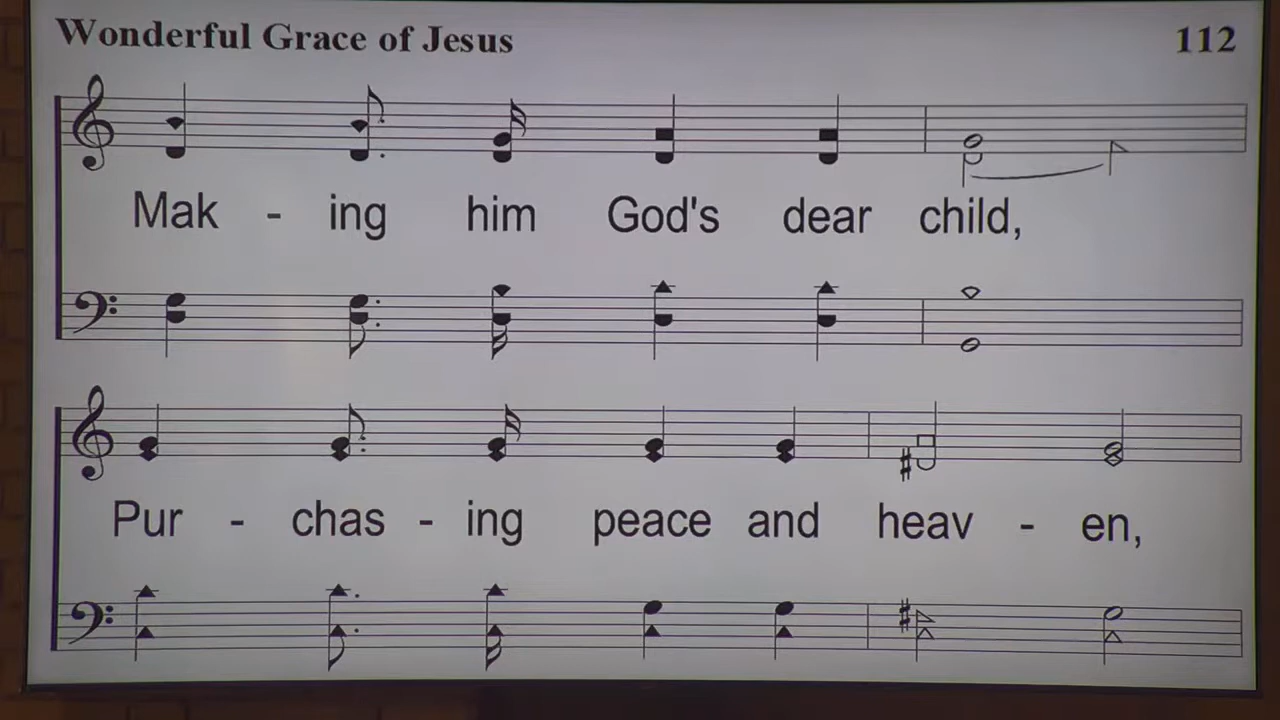 Wonderful Grace of Jesus 112
Mak - ing him God's dear child,
Pur - chas - ing peace and heav - en,